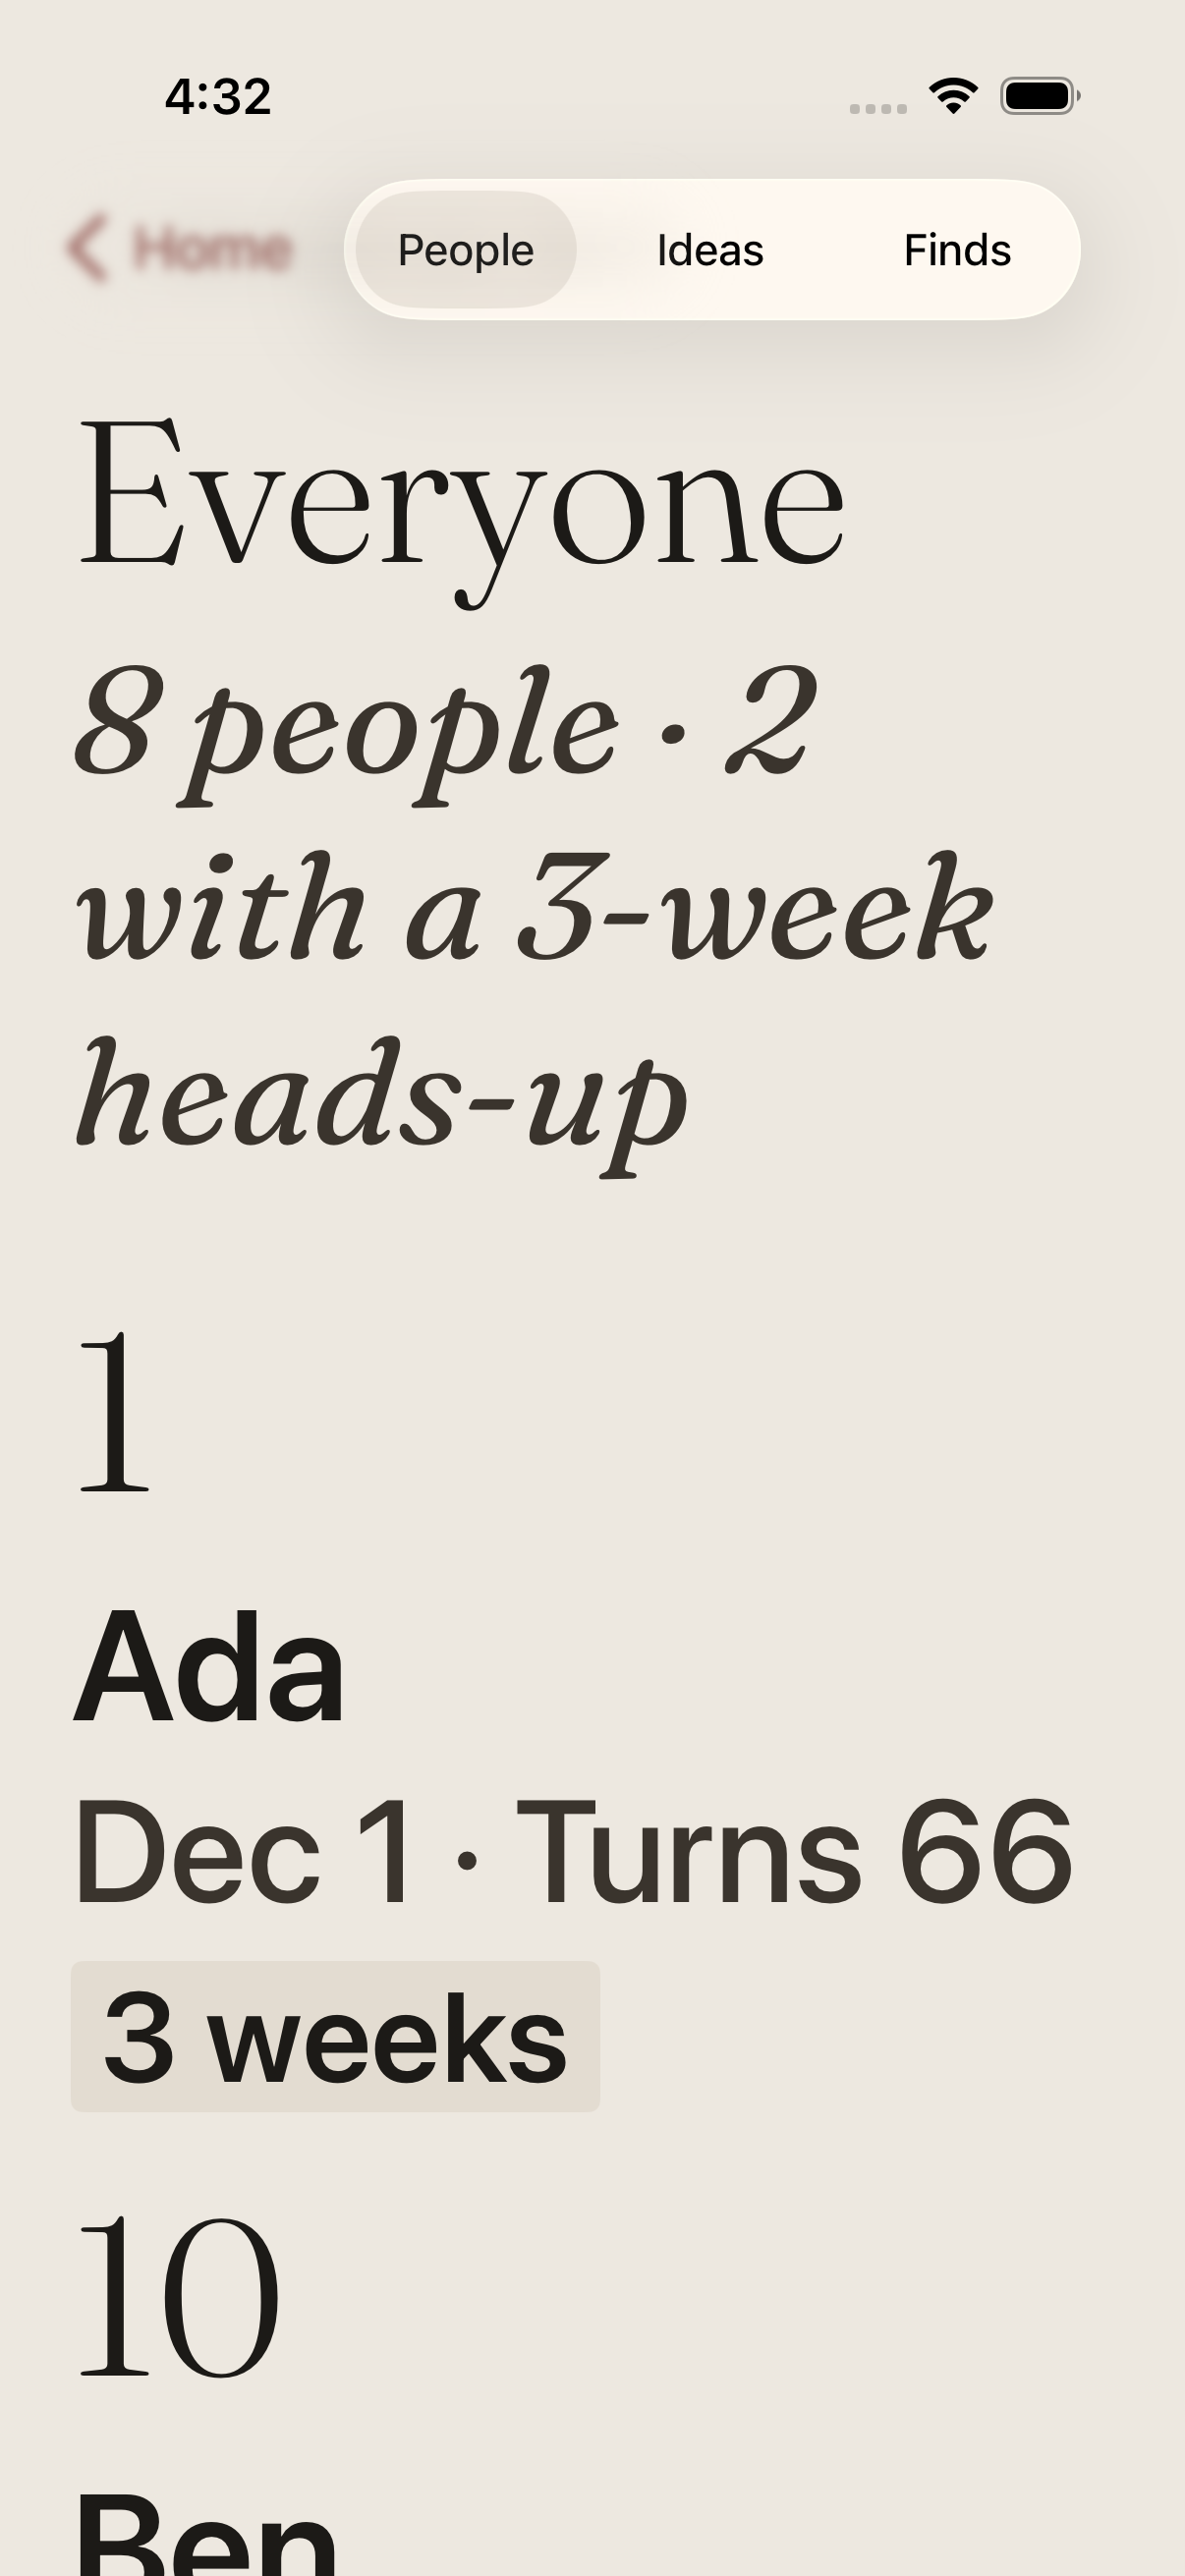 4:32
Home
People Ideas Finds
Everyone
8 people · 2
with a 3-week
heads-up
1
Ada
Dec 1 · Turns 66
3 weeks
10
Ben